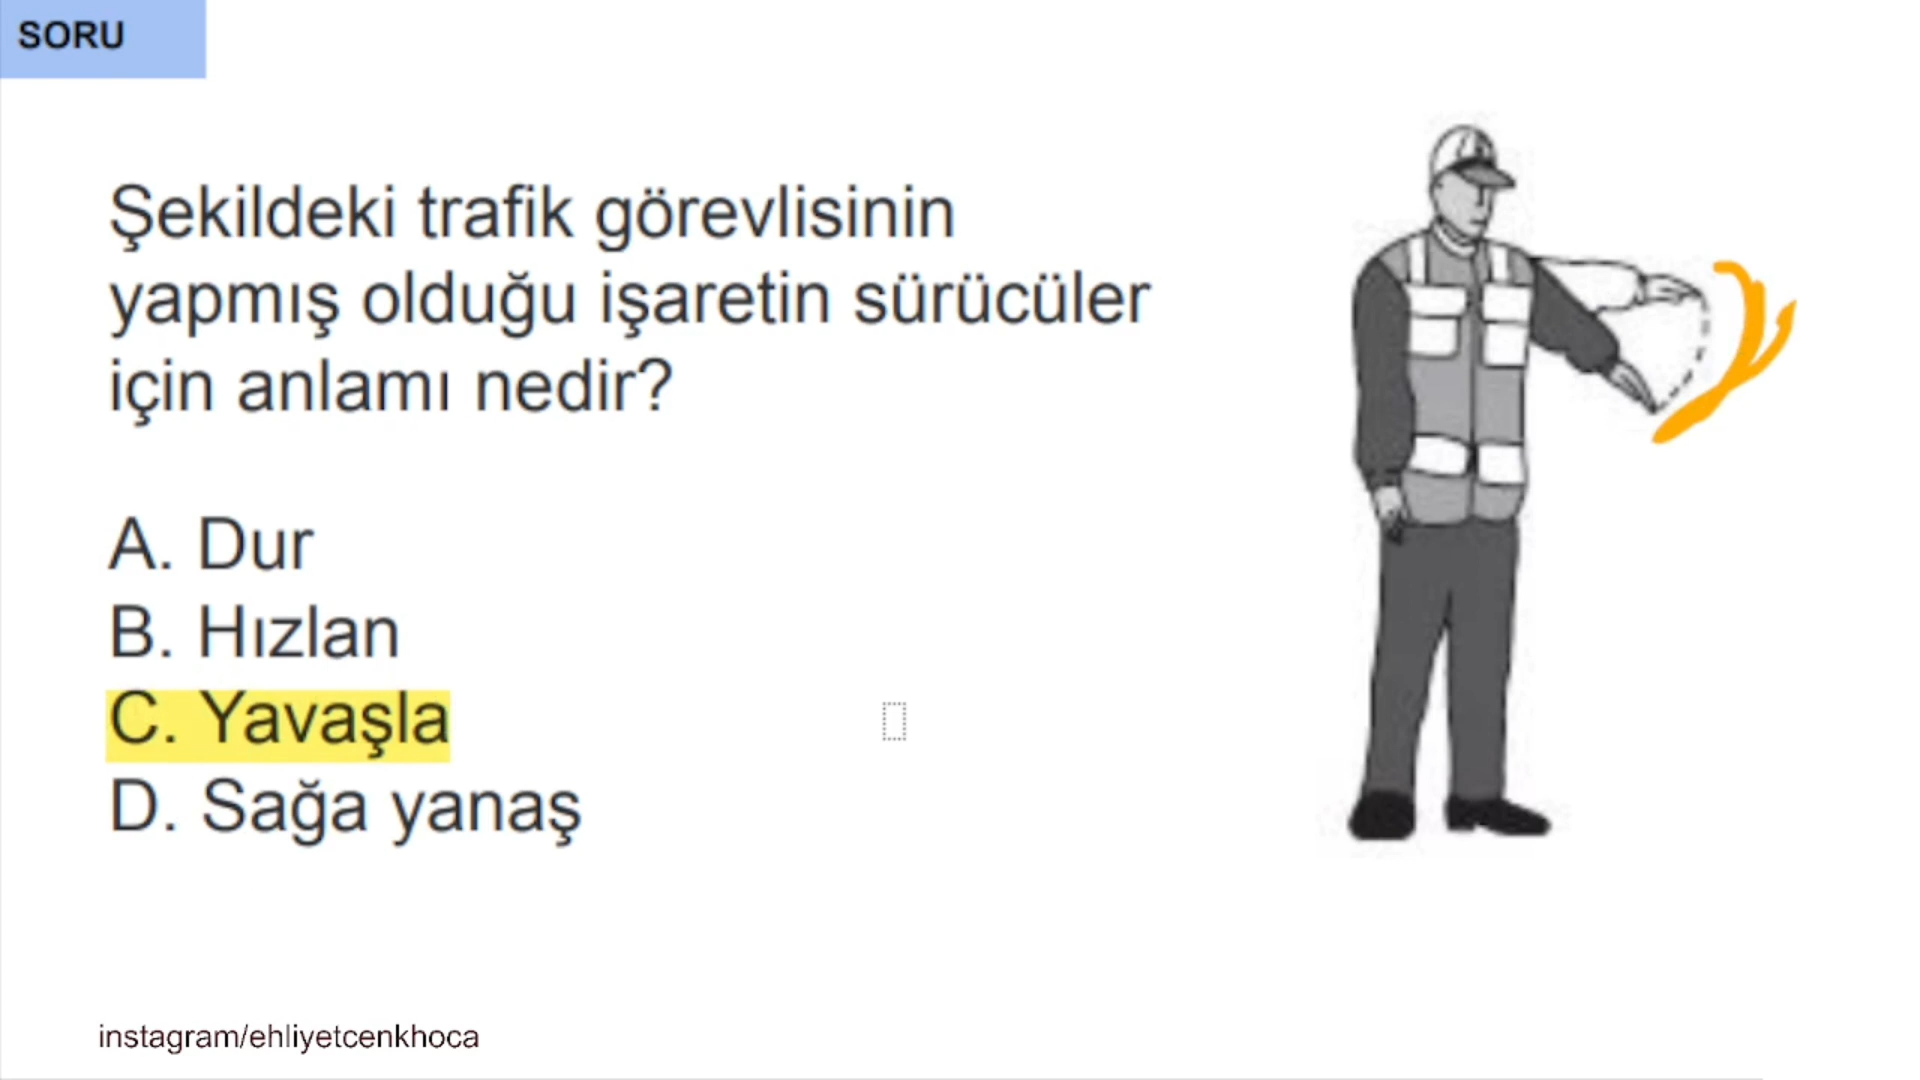 SORU
Şekildeki trafik görevlisinin
yapmış olduğu işaretin sürücüler
için anlamı nedir?
A. Dur
B. Hızlan
C. Yavaşla
D. Sağa yanaş
instagram/ehliyetcenkhoca